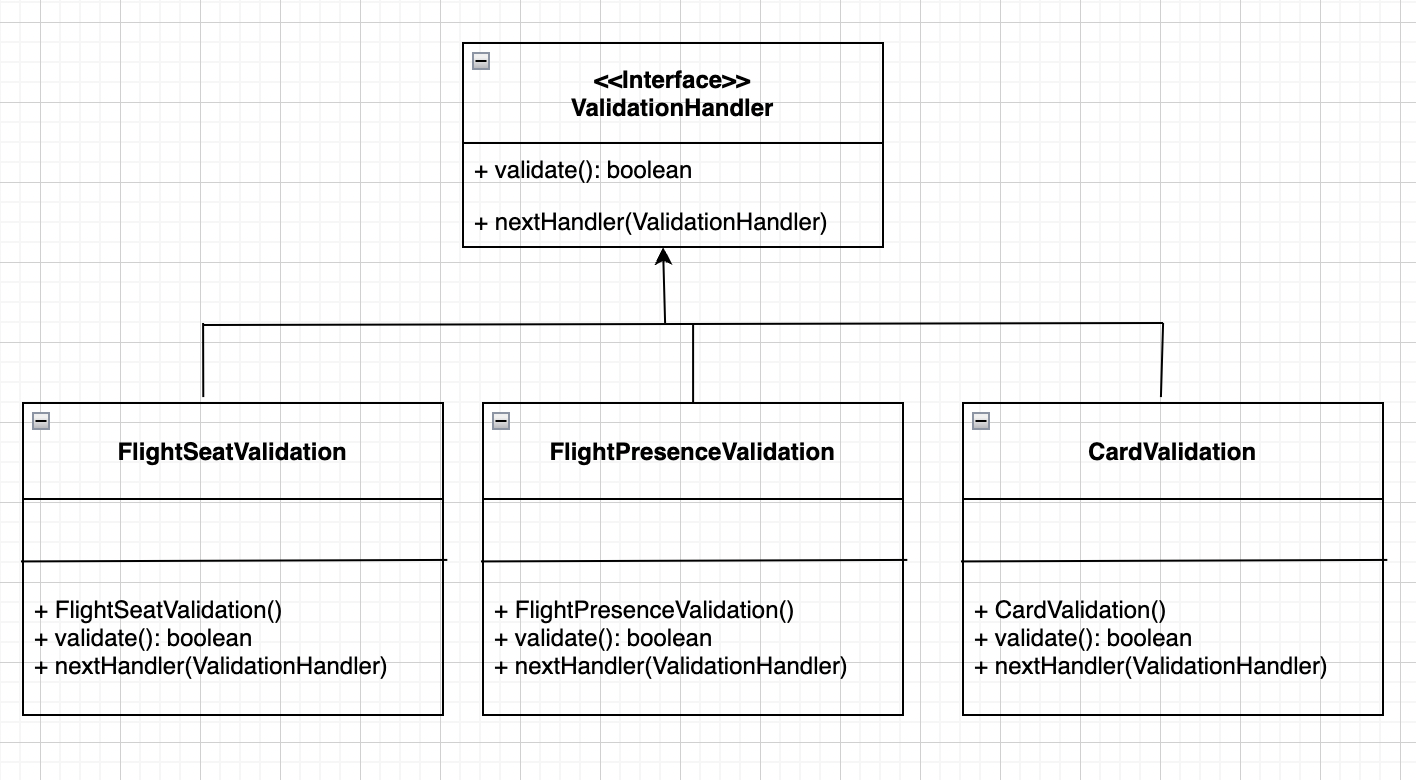 <<Interface>>
ValidationHandler
+ validate(): boolean
+ nextHandler(ValidationHandler)
FlightSeatValidation
+ FlightSeatValidation()
+ validate(): boolean
+ nextHandler(ValidationHandler)
FlightPresenceValidation
+ FlightPresenceValidation()
+ validate(): boolean
+ nextHandler(ValidationHandler)
CardValidation
+ CardValidation()
+ validate(): boolean
+ nextHandler(ValidationHandler)